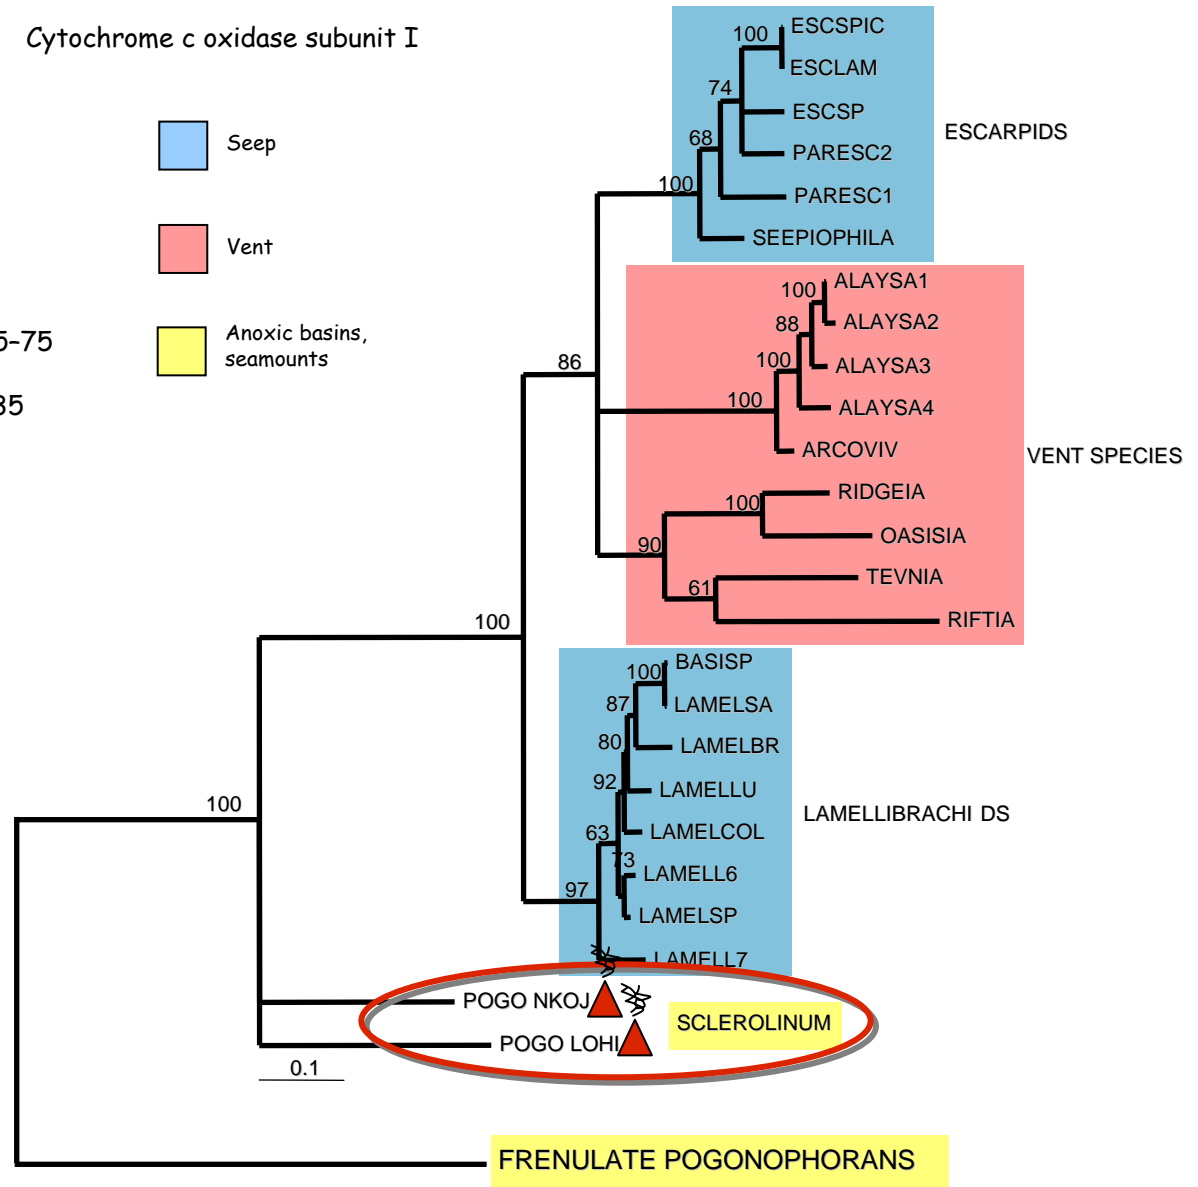 Cytochrome c oxidase subunit I
Seep
Vent
Anoxic basins,
seamounts
5-75
35
100
ESCSPIC
ESCLAM
74
ESCSP
68
PARESC2
100
PARESC1
SEEPIOPHILA
ESCARPIDS
100
ALAYSA1
88
ALAYSA2
100
ALAYSA3
86
100
ALAYSA4
ARCOVIV
VENT SPECIES
100
RIDGEIA
OASISIA
90
TEVNIA
61
RIFTIA
100
100
BASISP
87
LAMELSA
80
LAMELBR
92
LAMELLU
63
LAMELCOL
73
LAMELL6
97
LAMELSP
LAMELL7
LAMELLIBRACHI DS
100
POGO NKOJ
POGO LOHI
SCLEROLINUM
0.1
FRENULATE POGONOPHORANS